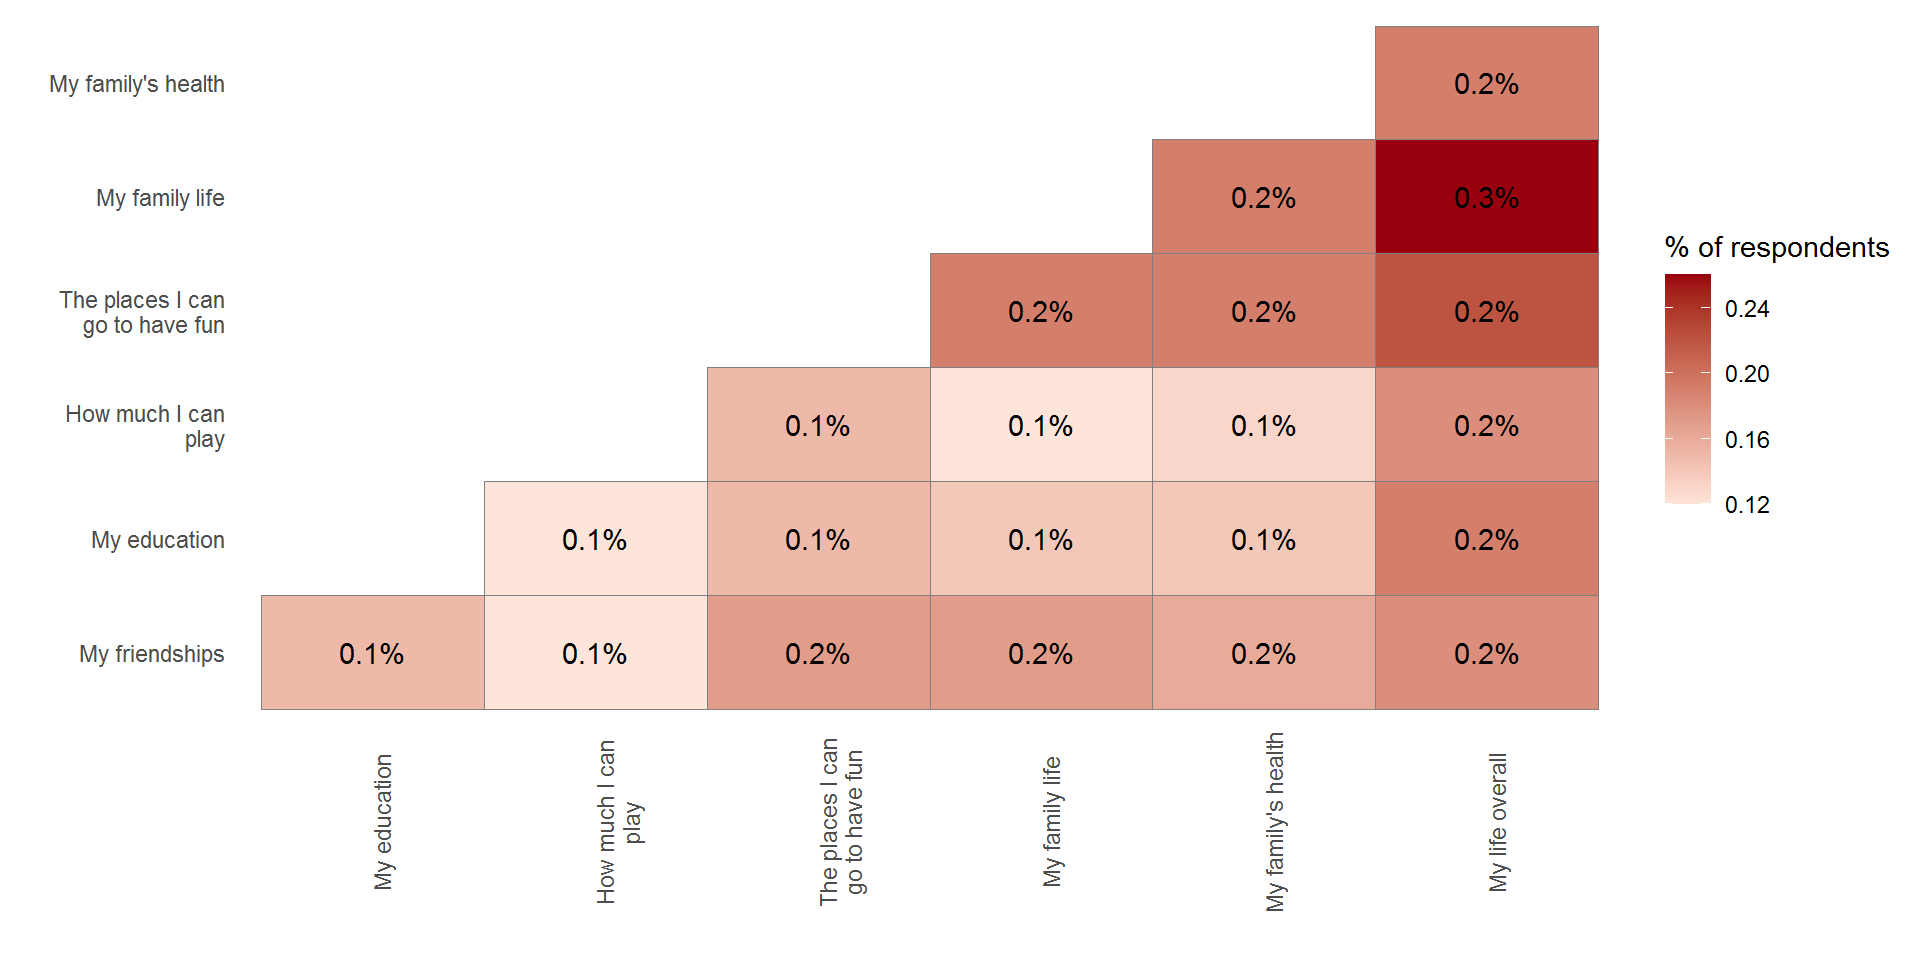 My family's health
0.2%
My family life
0.2%
0.3%
% of respondents
0.24
0.20
0.16
0.12
The places I can
go to have fun
0.2%
0.2%
0.2%
How much I can
play
0.1%
0.1%
0.1%
0.2%
My education
0.1%
0.1%
0.1%
0.1%
0.2%
My friendships
0.1%
0.1%
0.2%
0.2%
0.2%
0.2%
My education
How much I can
play
The places I can
go to have fun
My family life
My family's health
My life overall